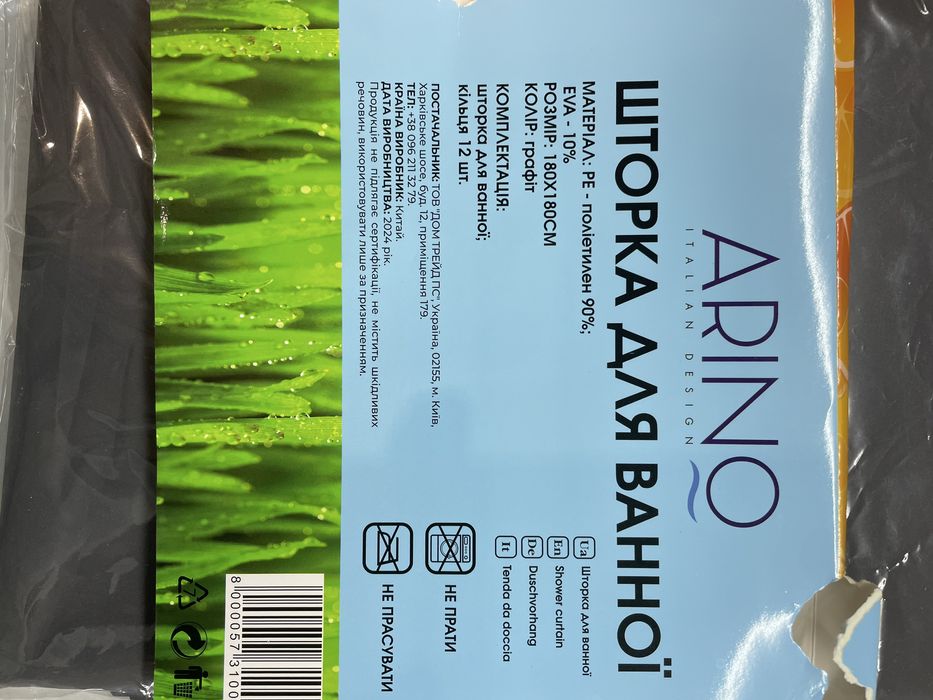 ARINO
ITALIAN DESIGN
ШТОРКА ДЛЯ ВАННОЇ
МАТЕРІАЛ: PE - поліетилен 90%;
EVA - 10%
РОЗМІР: 180X180СМ
КОЛІР: графіт
КОМПЛЕКТАЦІЯ:
шторка для ванної;
кільця 12 шт.
Ua Шторка для ванної
En Shower curtain
De Duschvorhang
It Tenda da doccia
ПОСТАЧАЛЬНИК: ТОВ "ДОМ ТРЕЙД ПС", Україна, 02155, м. Київ,
Харківське шосе, буд. 12, приміщення 179.
ТЕЛ: +38 096 211 32 79.
КРАЇНА ВИРОБНИК: Китай.
ДАТА ВИРОБНИЦТВА: 2024 рік.
Продукція не підлягає сертифікації, не містить шкідливих
речовин, використовувати лише за призначенням.
НЕ ПРАТИ
НЕ ПРАСУВАТИ
8 000057 3100